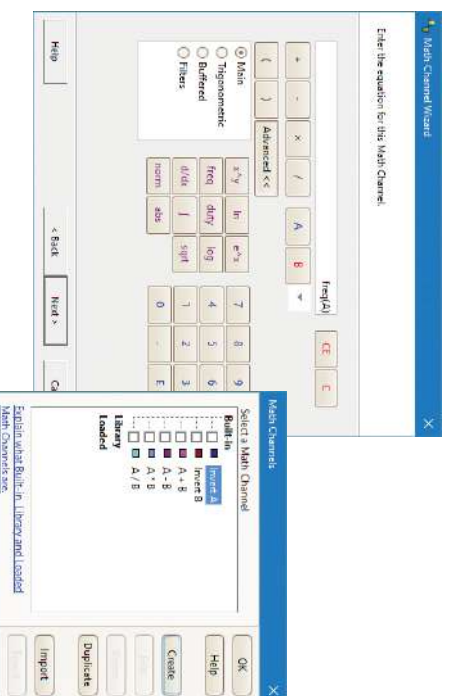 Math Channel Wizard
Enter the equation for this Math Channel.
freq(A)
+ - × / A B CE C
( ) Advanced <<
Main
Trigonometric
Buffered
Filters
x^y ln e^x 7 8 9
freq duty log 4 5 6
d/dx ∫ sqrt 1 2 3
norm abs 0 . E
Help < Back Next > Ca
Math Channels
Select a Math Channel
Built-in
Invert A
Invert B
A + B
A - B
A * B
A / B
Library
Loaded
OK
Help
Create
Duplicate
Import
Explain what Built-in, Library and Loaded
Math Channels are.